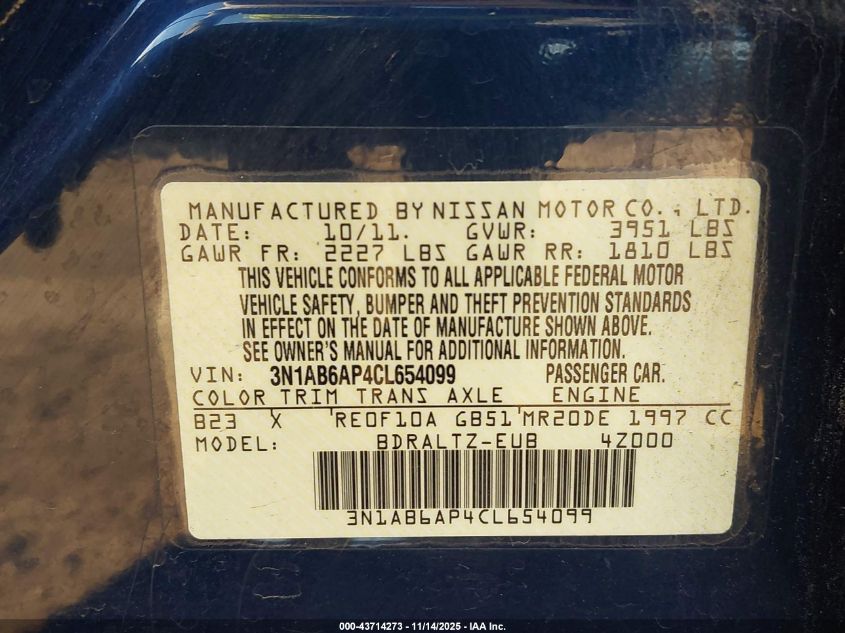 MANUFACTURED BY NISSAN MOTOR CO., LTD.
DATE: 10/11. GVWR: 3951 LBS
GAWR FR: 2227 LBS GAWR RR: 1810 LBS
THIS VEHICLE CONFORMS TO ALL APPLICABLE FEDERAL MOTOR
VEHICLE SAFETY, BUMPER AND THEFT PREVENTION STANDARDS
IN EFFECT ON THE DATE OF MANUFACTURE SHOWN ABOVE.
SEE OWNER'S MANUAL FOR ADDITIONAL INFORMATION.
VIN: 3N1AB6AP4CL654099 PASSENGER CAR.
COLOR TRIM TRANS AXLE ENGINE
B23 X RE0F10A GB51 MR20DE 1997 CC
MODEL: BDRALTZ-EUB 4Z000
3N1AB6AP4CL654099
000-43714273 - 11/14/2025 - IAA Inc.